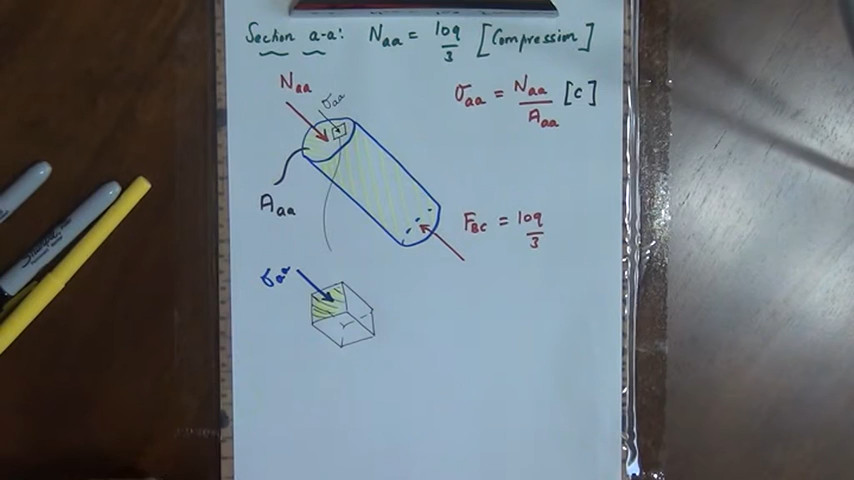 Section a-a: Naa = 10q/3 [Compression]
Naa
σaa
σaa = Naa/Aaa [c]
Aaa
FBC = 10q/3
σaa